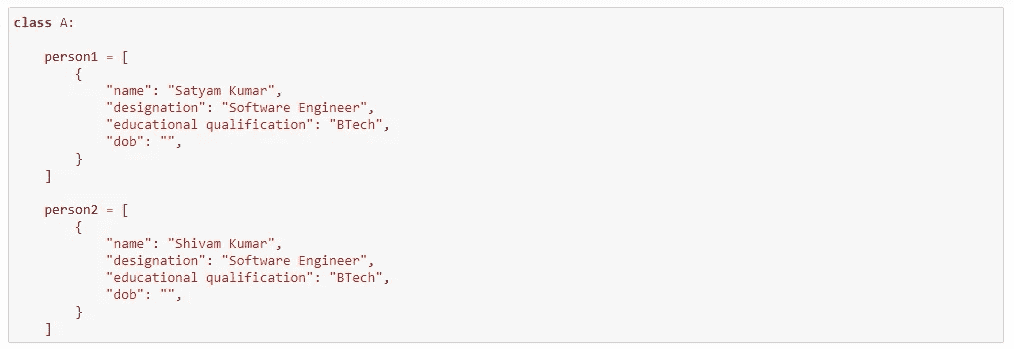 class A:
    person1 = [
        {
            "name": "Satyam Kumar",
            "designation": "Software Engineer",
            "educational qualification": "BTech",
            "dob": "",
        }
    ]
    person2 = [
        {
            "name": "Shivam Kumar",
            "designation": "Software Engineer",
            "educational qualification": "BTech",
            "dob": "",
        }
    ]